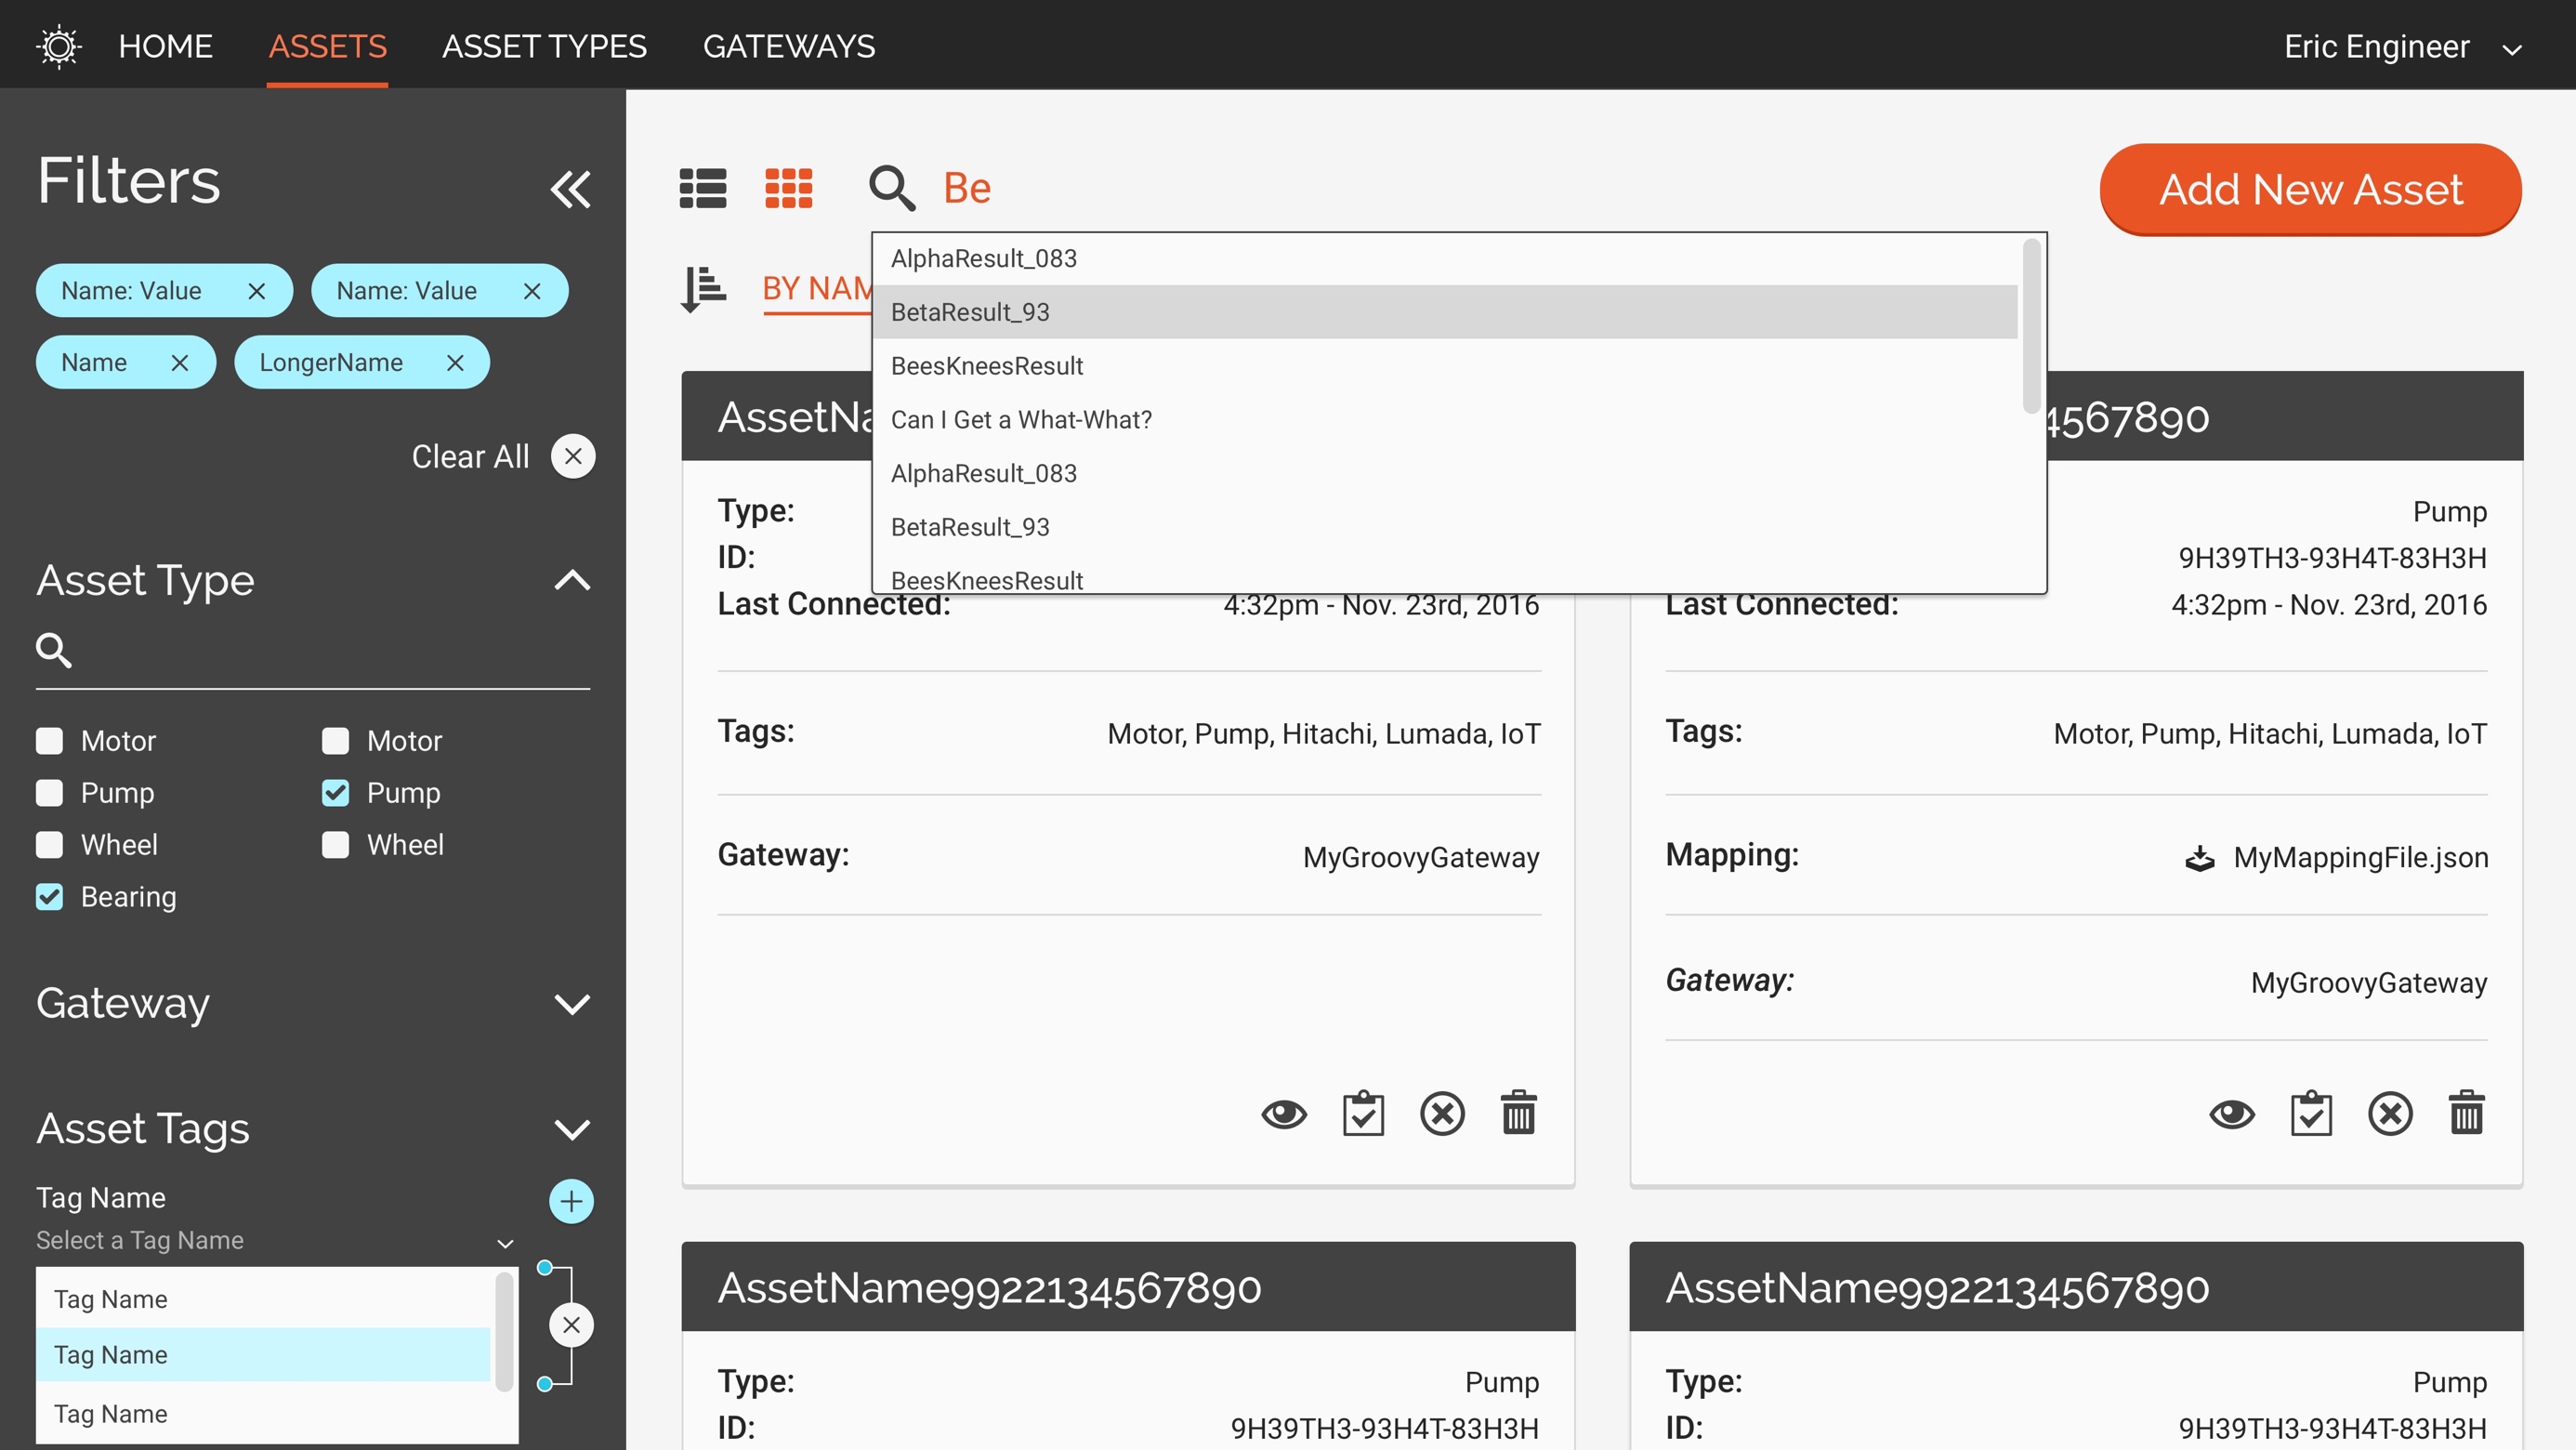 HOME ASSETS ASSET TYPES GATEWAYS Eric Engineer
Filters
Name: Value Name: Value
Name LongerName
Clear All
Asset Type
Motor Motor
Pump Pump
Wheel Wheel
Bearing
Gateway
Asset Tags
Tag Name
Select a Tag Name
Tag Name
Tag Name
Tag Name
Be
Add New Asset
BY NAM
AlphaResult_083
BetaResult_93
BeesKneesResult
Can I Get a What-What?
AlphaResult_083
BetaResult_93
BeesKneesResult
AssetNa
Type:
ID:
Last Connected: 4:32pm - Nov. 23rd, 2016
Tags: Motor, Pump, Hitachi, Lumada, IoT
Gateway: MyGroovyGateway
4567890
Pump
9H39TH3-93H4T-83H3H
Last Connected: 4:32pm - Nov. 23rd, 2016
Tags: Motor, Pump, Hitachi, Lumada, IoT
Mapping: MyMappingFile.json
Gateway: MyGroovyGateway
AssetName9922134567890
Type: Pump
ID: 9H39TH3-93H4T-83H3H
AssetName9922134567890
Type: Pump
ID: 9H39TH3-93H4T-83H3H